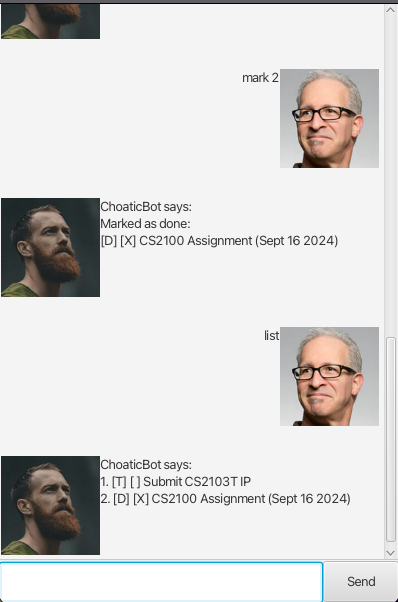 mark 2
ChoaticBot says:
Marked as done:
[D] [X] CS2100 Assignment (Sept 16 2024)
list
ChoaticBot says:
1. [T] [ ] Submit CS2103T IP
2. [D] [X] CS2100 Assignment (Sept 16 2024)
Send